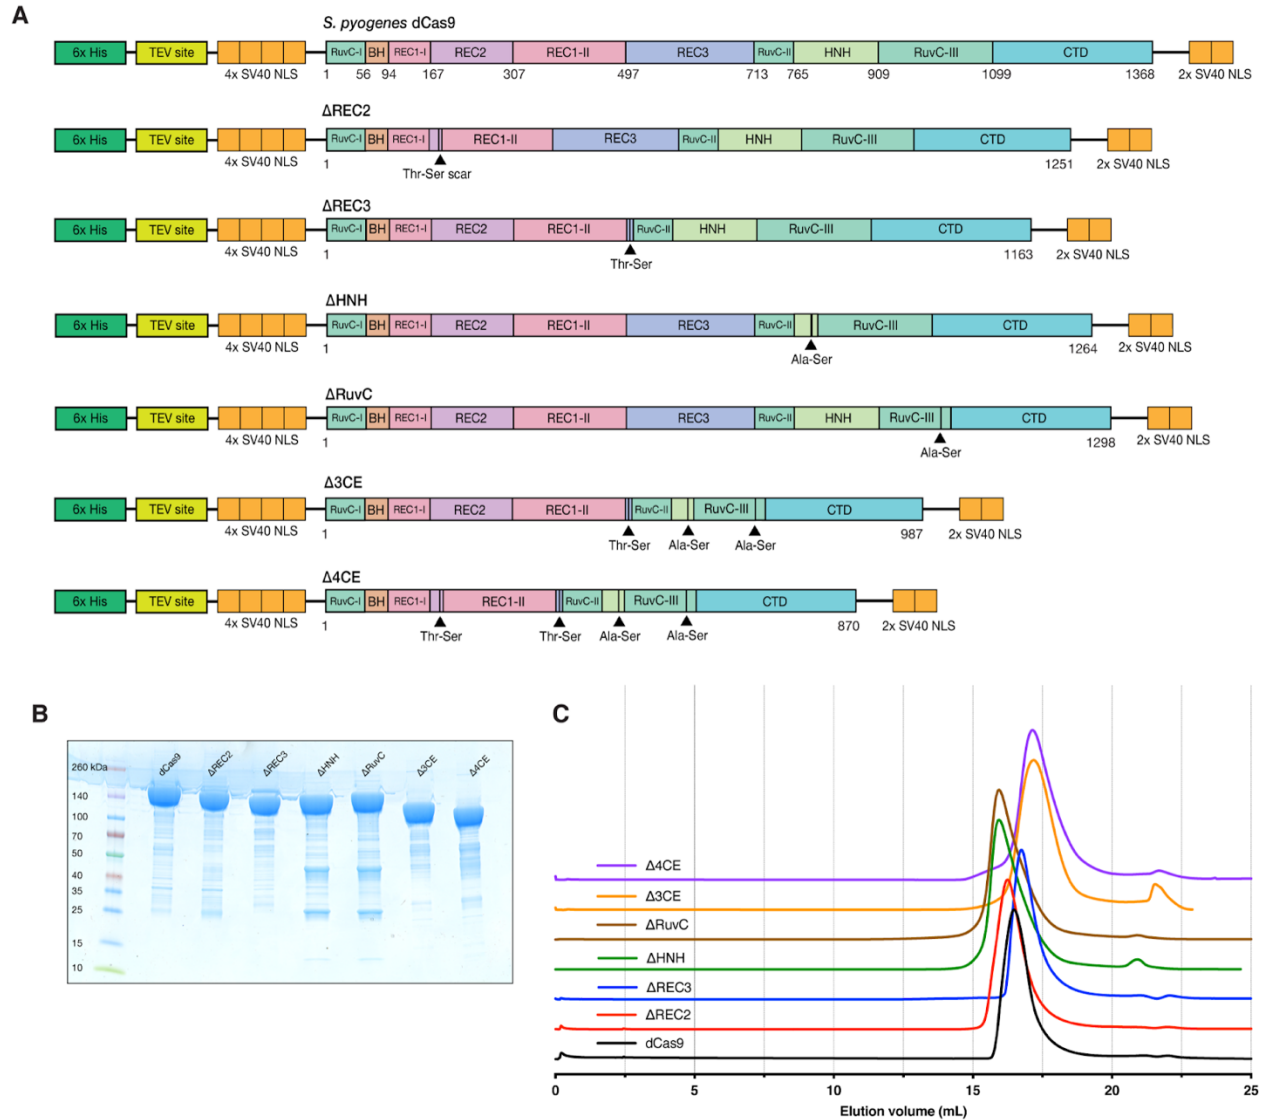 A
S. pyogenes dCas9
6x His TEV site RuvC-I BH REC1-I REC2 REC1-II REC3 RuvC-II HNH RuvC-III CTD
4x SV40 NLS 1 56 94 167 307 497 713 765 909 1099 1368 2x SV40 NLS
ΔREC2
6x His TEV site RuvC-I BH REC1-I REC1-II REC3 RuvC-II HNH RuvC-III CTD
4x SV40 NLS 1 Thr-Ser scar 1251 2x SV40 NLS
ΔREC3
6x His TEV site RuvC-I BH REC1-I REC2 REC1-II RuvC-II HNH RuvC-III CTD
4x SV40 NLS 1 Thr-Ser 1163 2x SV40 NLS
ΔHNH
6x His TEV site RuvC-I BH REC1-I REC2 REC1-II REC3 RuvC-II RuvC-III CTD
4x SV40 NLS 1 Ala-Ser 1264 2x SV40 NLS
ΔRuvC
6x His TEV site RuvC-I BH REC1-I REC2 REC1-II REC3 RuvC-II HNH RuvC-III CTD
4x SV40 NLS 1 Ala-Ser 1298 2x SV40 NLS
Δ3CE
6x His TEV site RuvC-I BH REC1-I REC2 REC1-II RuvC-II RuvC-III CTD
4x SV40 NLS 1 Thr-Ser Ala-Ser Ala-Ser 987 2x SV40 NLS
Δ4CE
6x His TEV site RuvC-I BH REC1-I REC1-II RuvC-II RuvC-III CTD
4x SV40 NLS 1 Thr-Ser Thr-Ser Ala-Ser Ala-Ser 870 2x SV40 NLS
B
dCas9 ΔREC2 ΔREC3 ΔHNH ΔRuvC Δ3CE Δ4CE
260 kDa
140
100
70
50
40
35
25
15
10
C
Δ4CE
Δ3CE
ΔRuvC
ΔHNH
ΔREC3
ΔREC2
dCas9
0 5 10 15 20 25
Elution volume (mL)